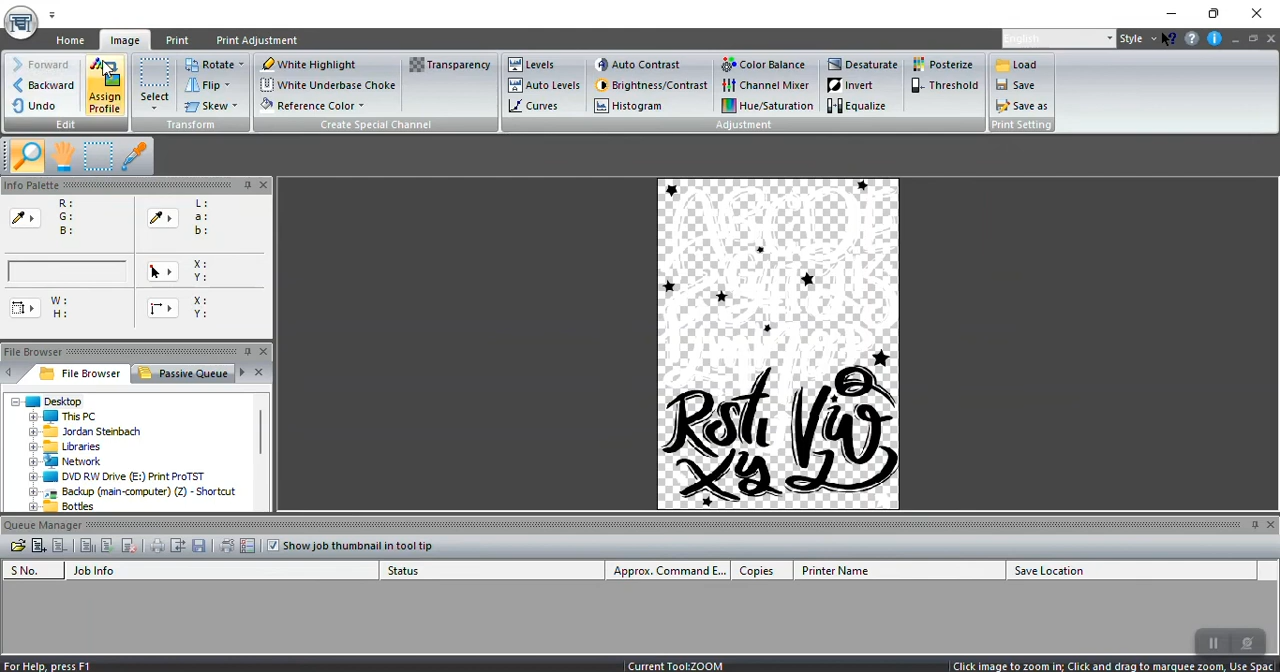 Home Image Print Print Adjustment English Style
Forward Backward Undo Assign Profile Select Rotate Flip Skew White Highlight White Underbase Choke Reference Color Transparency Levels Auto Levels Curves Auto Contrast Brightness/Contrast Histogram Color Balance Channel Mixer Hue/Saturation Desaturate Invert Equalize Posterize Threshold Load Save Save as
Edit Transform Create Special Channel Adjustment Print Setting
Info Palette
R: L:
G: a:
B: b:
X:
Y:
W: X:
H: Y:
File Browser
File Browser Passive Queue
Desktop
This PC
Jordan Steinbach
Libraries
Network
DVD RW Drive (E:) Print ProTST
Backup (main-computer) (Z) - Shortcut
Bottles
Queue Manager
Show job thumbnail in tool tip
S No. Job Info Status Approx. Command E... Copies Printer Name Save Location
For Help, press F1 Current Tool:ZOOM Click image to zoom in; Click and drag to marquee zoom, Use Spac